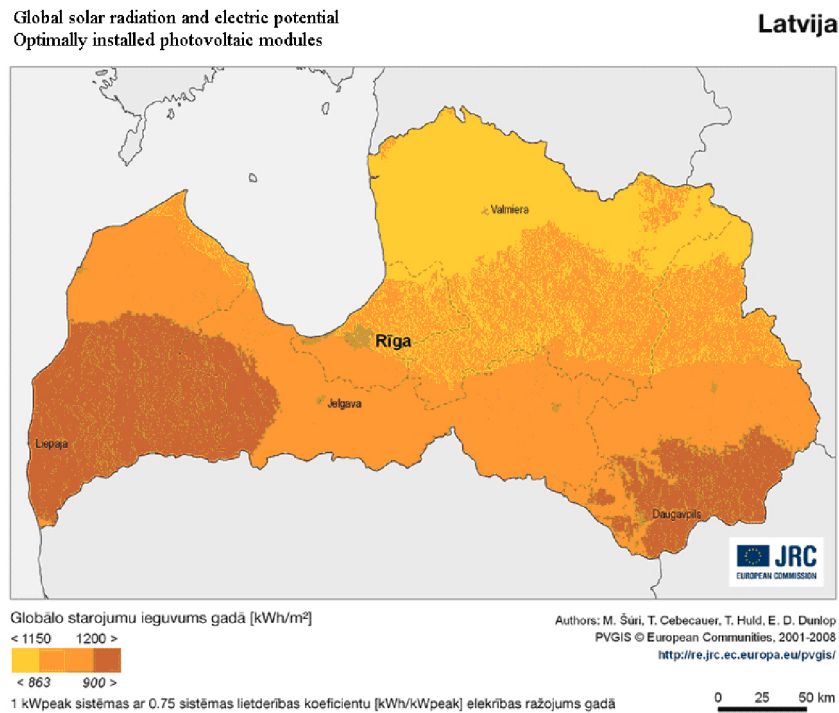 Global solar radiation and electric potential
Optimally installed photovoltaic modules
Latvija
Valmiera
Rīga
Jelgava
Liepaja
Daugavpils
JRC
EUROPEAN COMMISSION
Globālo starojumu ieguvums gadā [kWh/m²]
< 1150 1200 >
< 863 900 >
Authors: M. Šúri, T. Cebecauer, T. Huld, E. D. Dunlop
PVGIS © European Communities, 2001-2008
http://re.jrc.ec.europa.eu/pvgis/
1 kWpeak sistēmas ar 0.75 sistēmas lietderības koeficientu [kWh/kWpeak] elekrības ražojums gadā
0 25 50 km